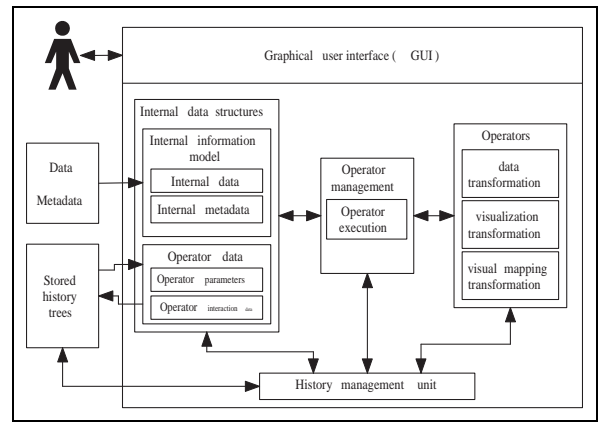 Graphical user interface ( GUI )
Internal data structures
Internal information
model
Internal data
Internal metadata
Operator data
Operator parameters
Operator interaction data
Data
Metadata
Stored
history
trees
Operator
management
Operator
execution
Operators
data
transformation
visualization
transformation
visual mapping
transformation
History management unit